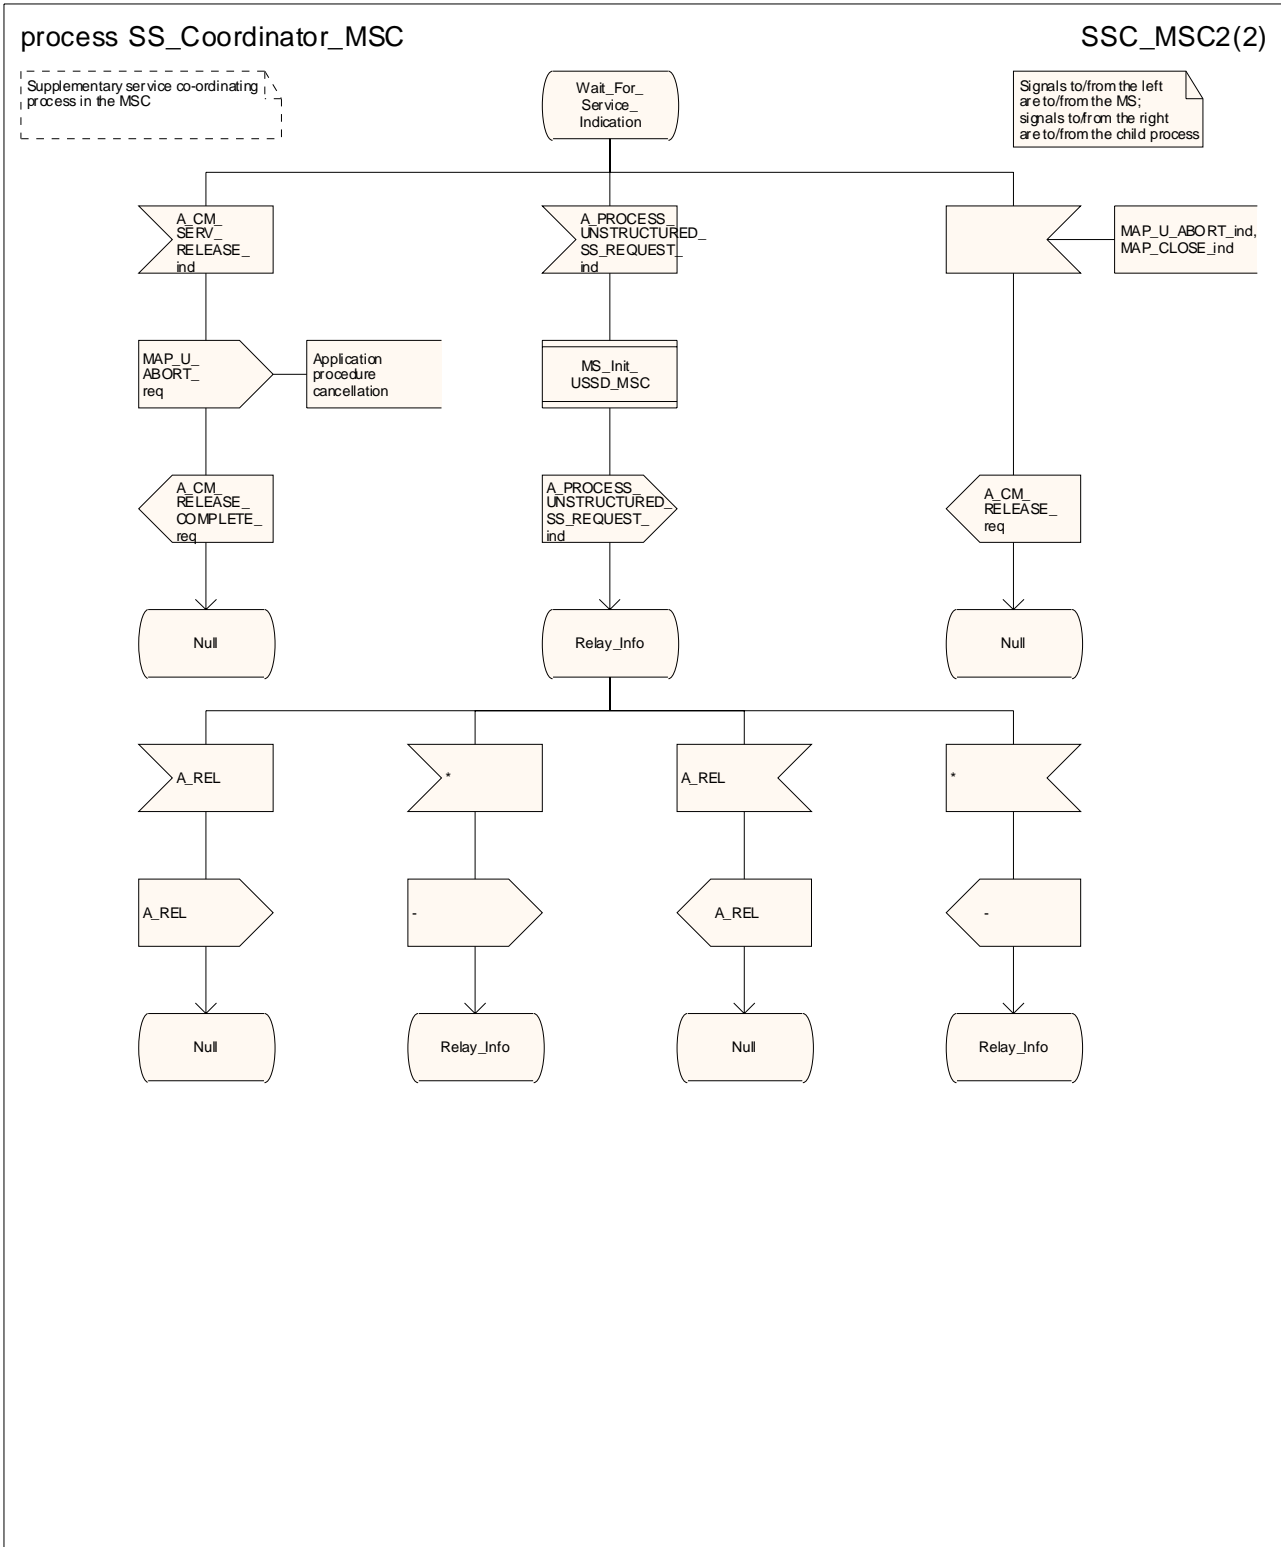 process SS_Coordinator_MSC
SSC_MSC2(2)
Supplementary service co-ordinating
process in the MSC
Wait_For_
Service_
Indication
Signals to/from the left
are to/from the MS;
signals to/from the right
are to/from the child process
A_CM_
SERV_
RELEASE_
ind
A_PROCESS_
UNSTRUCTURED_
SS_REQUEST_
ind
MAP_U_ABORT_ind,
MAP_CLOSE_ind
MAP_U_
ABORT_
req
Application
procedure
cancellation
MS_Init_
USSD_MSC
A_CM_
RELEASE_
COMPLETE_
req
A_PROCESS_
UNSTRUCTURED_
SS_REQUEST_
ind
A_CM_
RELEASE_
req
Null
Relay_Info
Null
A_REL
*
A_REL
*
A_REL
-
A_REL
-
Null
Relay_Info
Null
Relay_Info